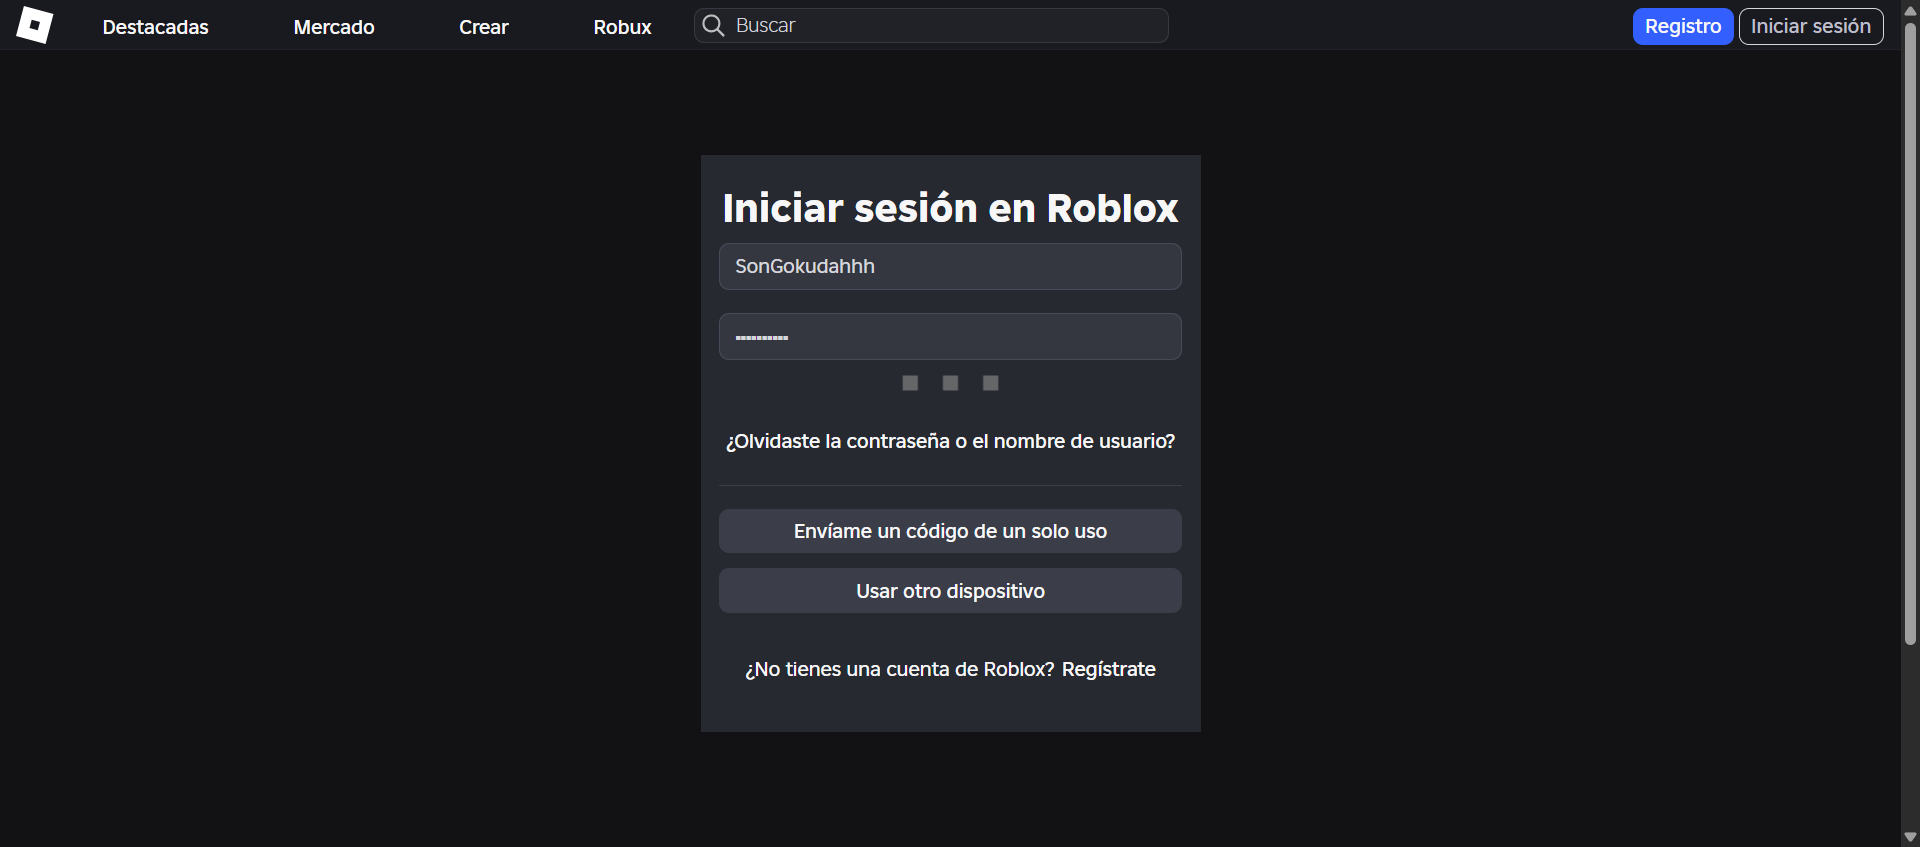 Destacadas Mercado Crear Robux Buscar Registro Iniciar sesión
Iniciar sesión en Roblox
SonGokudahhh
¿Olvidaste la contraseña o el nombre de usuario?
Envíame un código de un solo uso
Usar otro dispositivo
¿No tienes una cuenta de Roblox? Regístrate